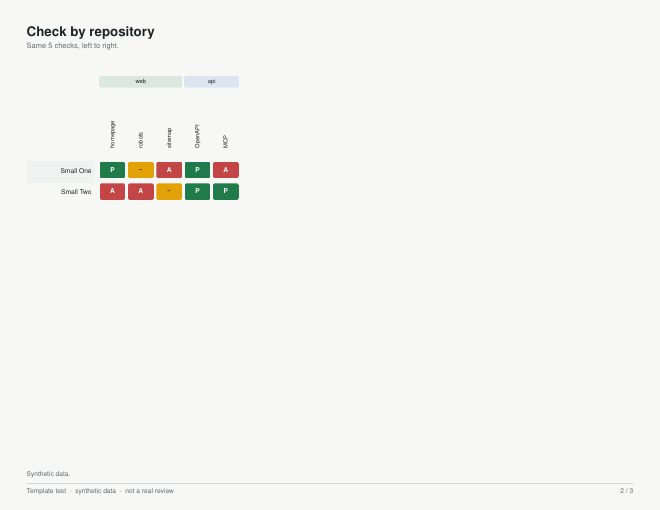 Check by repository
Same 5 checks, left to right.
web api
homepage robots sitemap OpenAPI MCP
Small One P ~ A P A
Small Two A A ~ P P
Synthetic data.
Template test · synthetic data · not a real review 2 / 3